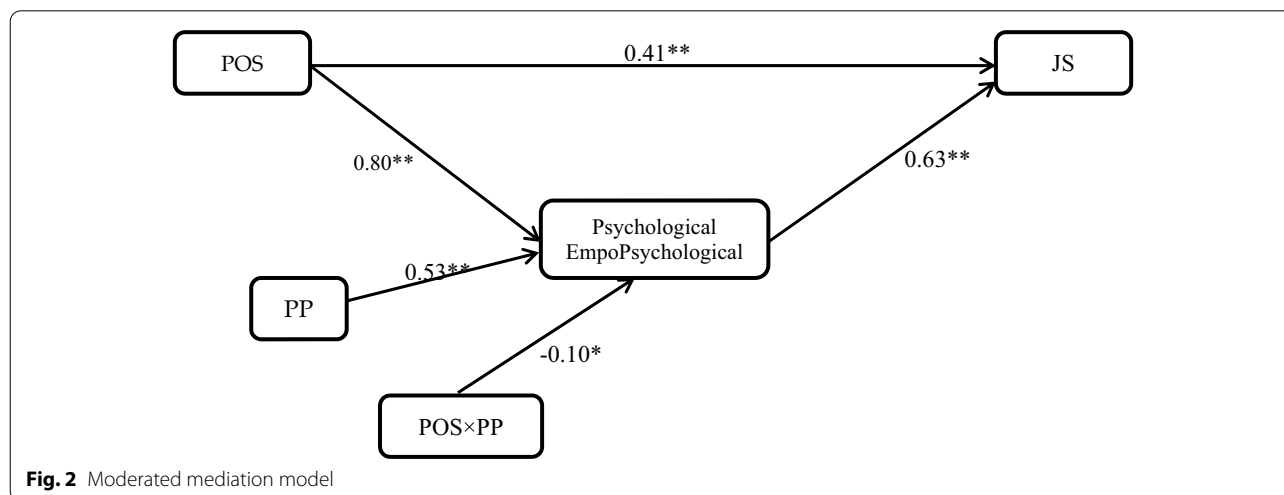 POS
0.41**
JS
0.80**
0.63**
Psychological
EmpoPsychological
0.53**
PP
-0.10*
POS×PP
Fig. 2 Moderated mediation model